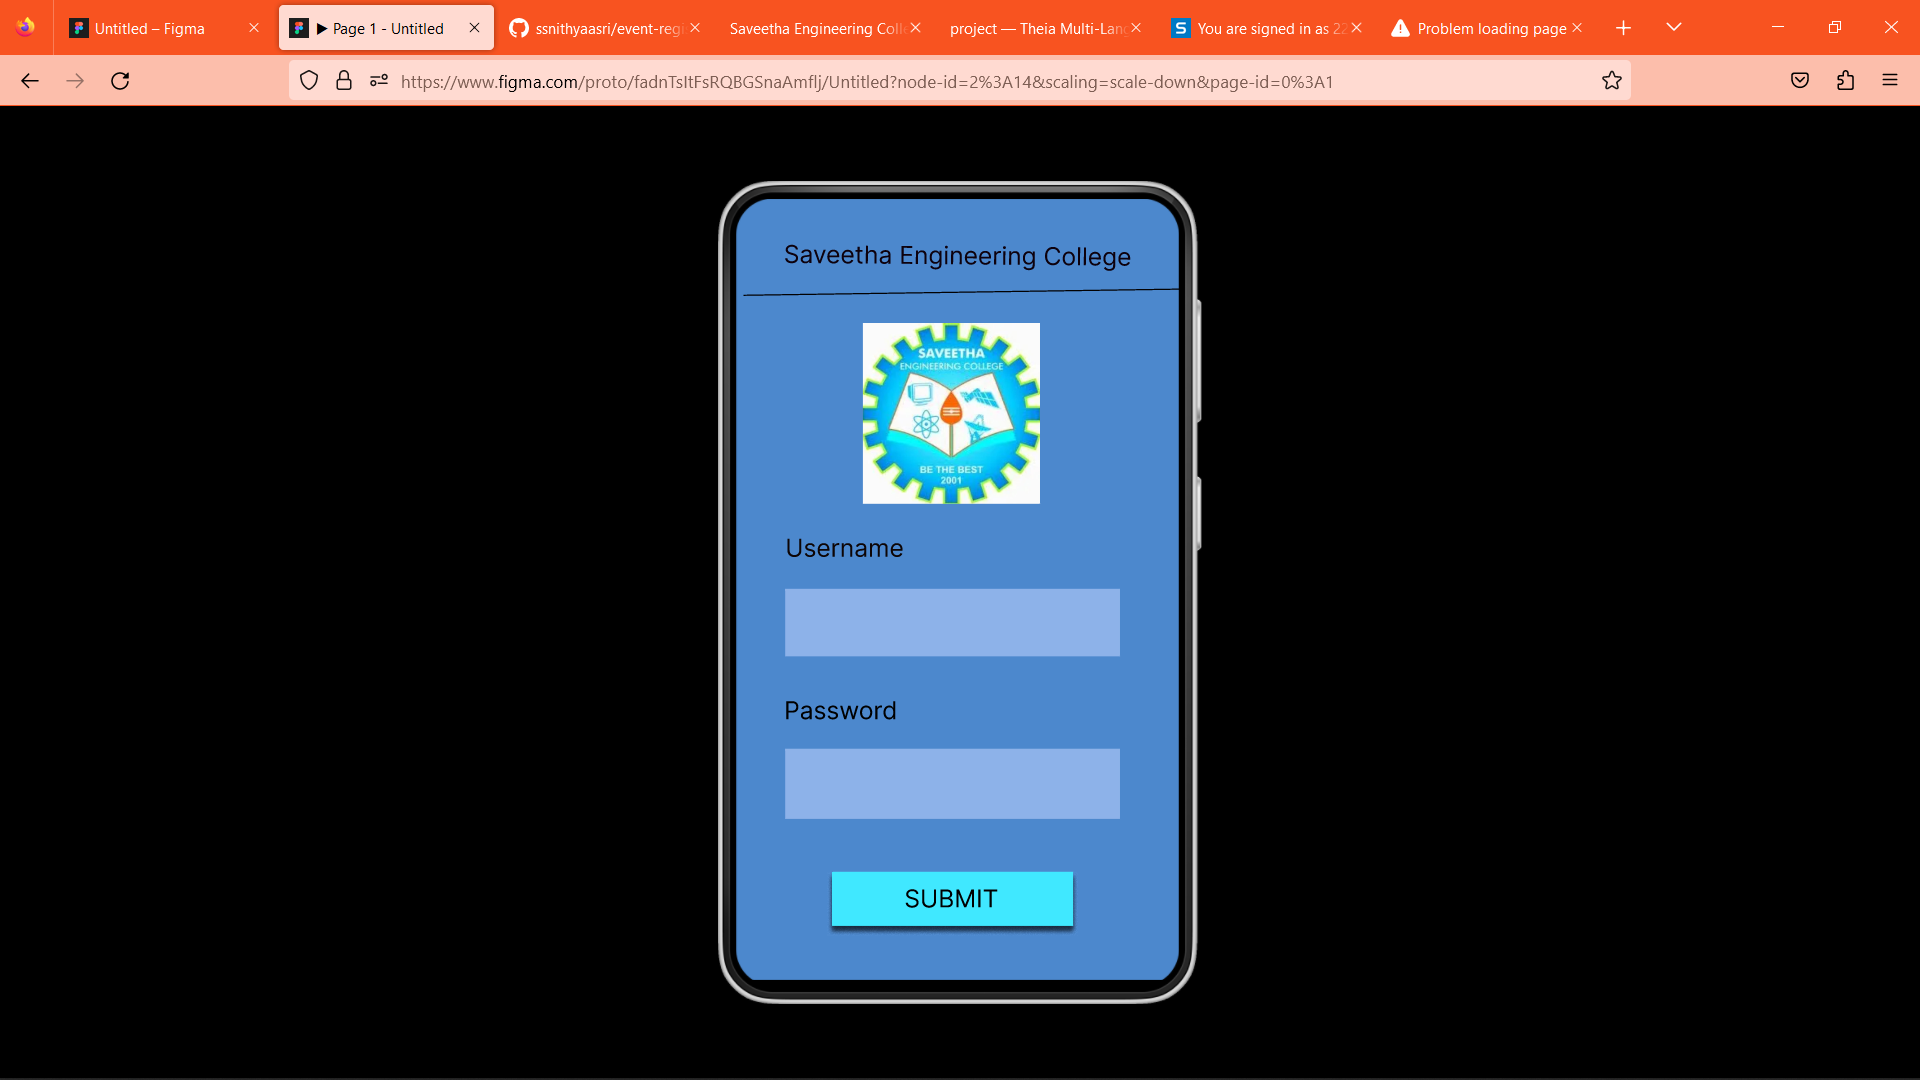 Untitled – Figma
Page 1 - Untitled
ssnithyaasri/event-regi
Saveetha Engineering Colle
project — Theia Multi-Lang
You are signed in as 22
Problem loading page
https://www.figma.com/proto/fadnTsItFsRQBGSnaAmflj/Untitled?node-id=2%3A14&scaling=scale-down&page-id=0%3A1
Saveetha Engineering College
SAVEETHA
ENGINEERING COLLEGE
BE THE BEST
2001
Username
Password
SUBMIT